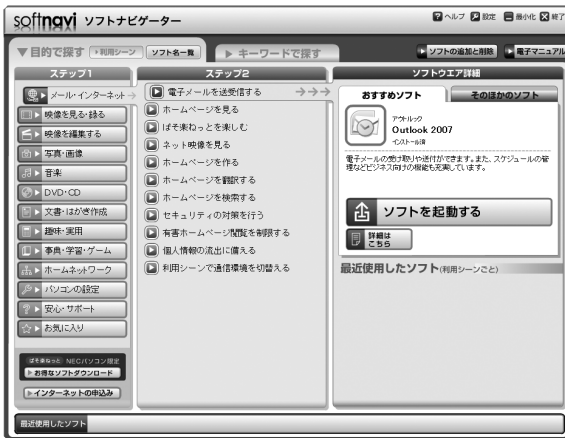 softnavi ソフトナビゲーター
ヘルプ 設定 最小化 終了
▼目的で探す 利用シーン ソフト名一覧 キーワードで探す ソフトの追加と削除 電子マニュアル
ステップ1
メール・インターネット
映像を見る・録る
映像を編集する
写真・画像
音楽
DVD・CD
文書・はがき作成
趣味・実用
事典・学習・ゲーム
ホームネットワーク
パソコンの設定
安心・サポート
お気に入り
ぱそ楽ねっと NECパソコン限定
お得なソフトダウンロード
インターネットの申込み
ステップ2
電子メールを送受信する
ホームページを見る
ぱそ楽ねっとを楽しむ
ネット映像を見る
ホームページを作る
ホームページを翻訳する
ホームページを検索する
セキュリティの対策を行う
有害ホームページ閲覧を制限する
個人情報の流出に備える
利用シーンで通信環境を切替える
ソフトウエア詳細
おすすめソフト そのほかのソフト
アウトルック
Outlook 2007
インストール済
電子メールの受け取りや送付ができます。また、スケジュールの管
理などビジネス向けの機能も充実しています。
ソフトを起動する
詳細は
こちら
最近使用したソフト(利用シーンごと)
最近使用したソフト